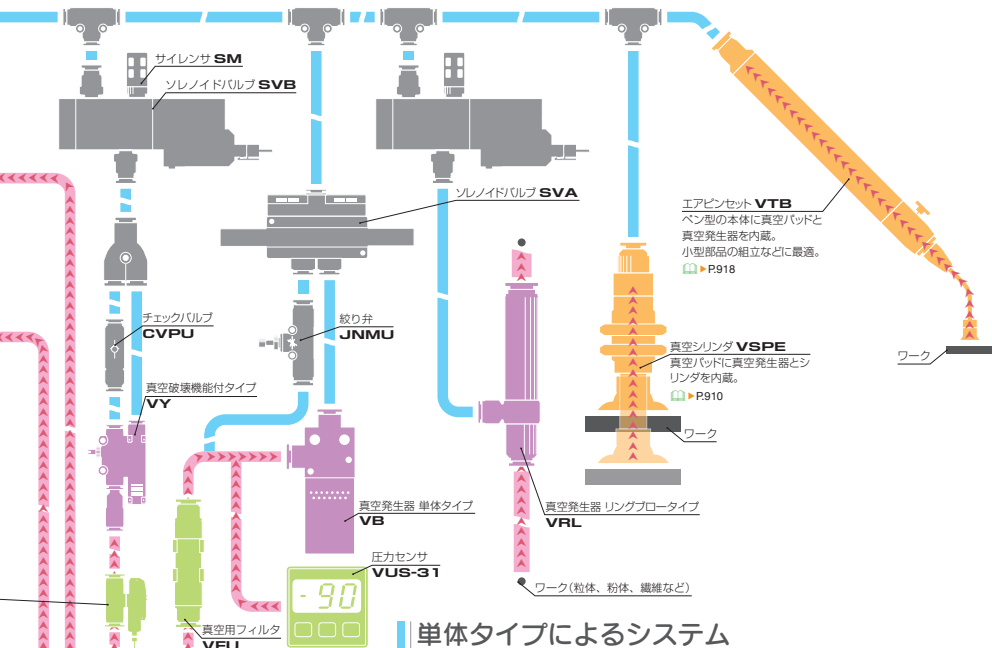 サイレンサ SM
ソレノイドバルブ SVB
ソレノイドバルブ SVA
エアピンセット VTB
ペン型の本体に真空パッドと
真空発生器を内蔵。
小型部品の組立などに最適。
P.918
チェックバルブ
CVPU
絞り弁
JNMU
真空シリンダ VSPE
真空パッドに真空発生器とシ
リンダを内蔵。
P.910
ワーク
真空破壊機能付タイプ
VY
ワーク
真空発生器 単体タイプ
VB
真空発生器 リングブロータイプ
VRL
圧力センサ
VUS-31
-90
ワーク(粒体、粉体、繊維など)
真空用フィルタ
VFU
単体タイプによるシステム